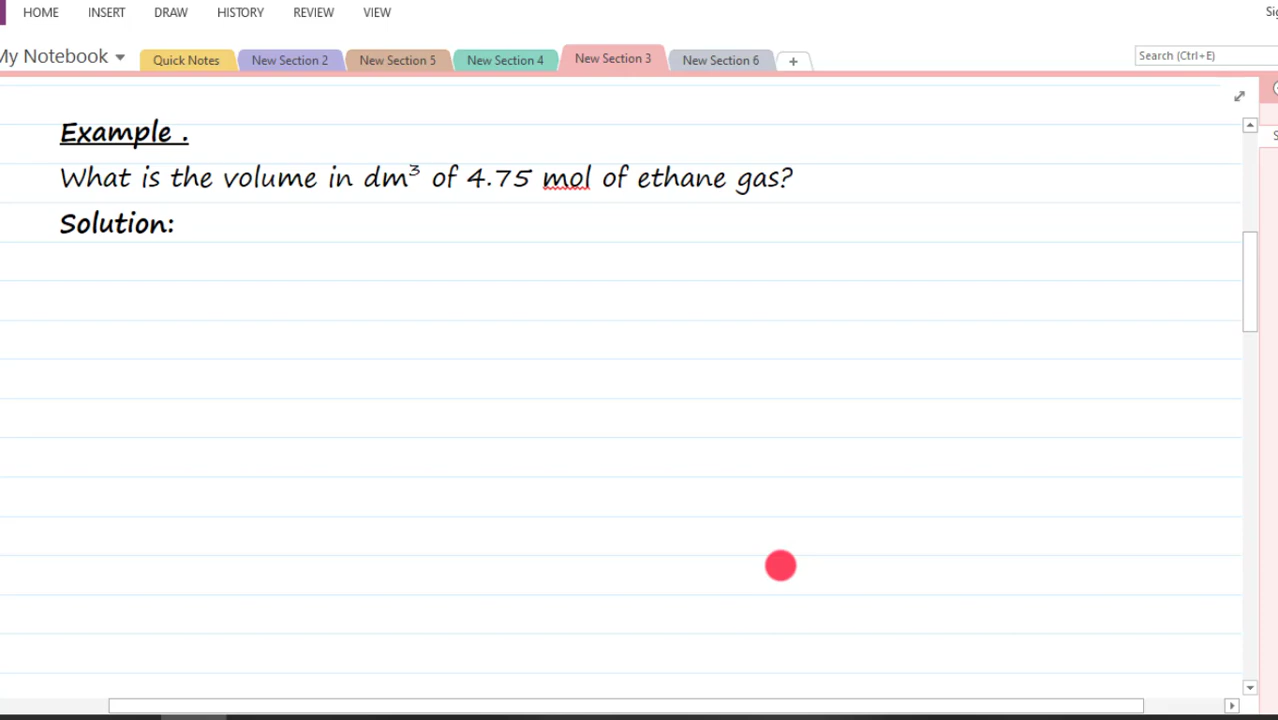 HOME INSERT DRAW HISTORY REVIEW VIEW
My Notebook Quick Notes New Section 2 New Section 5 New Section 4 New Section 3 New Section 6 + Search (Ctrl+E)
Example .
What is the volume in dm³ of 4.75 mol of ethane gas?
Solution: